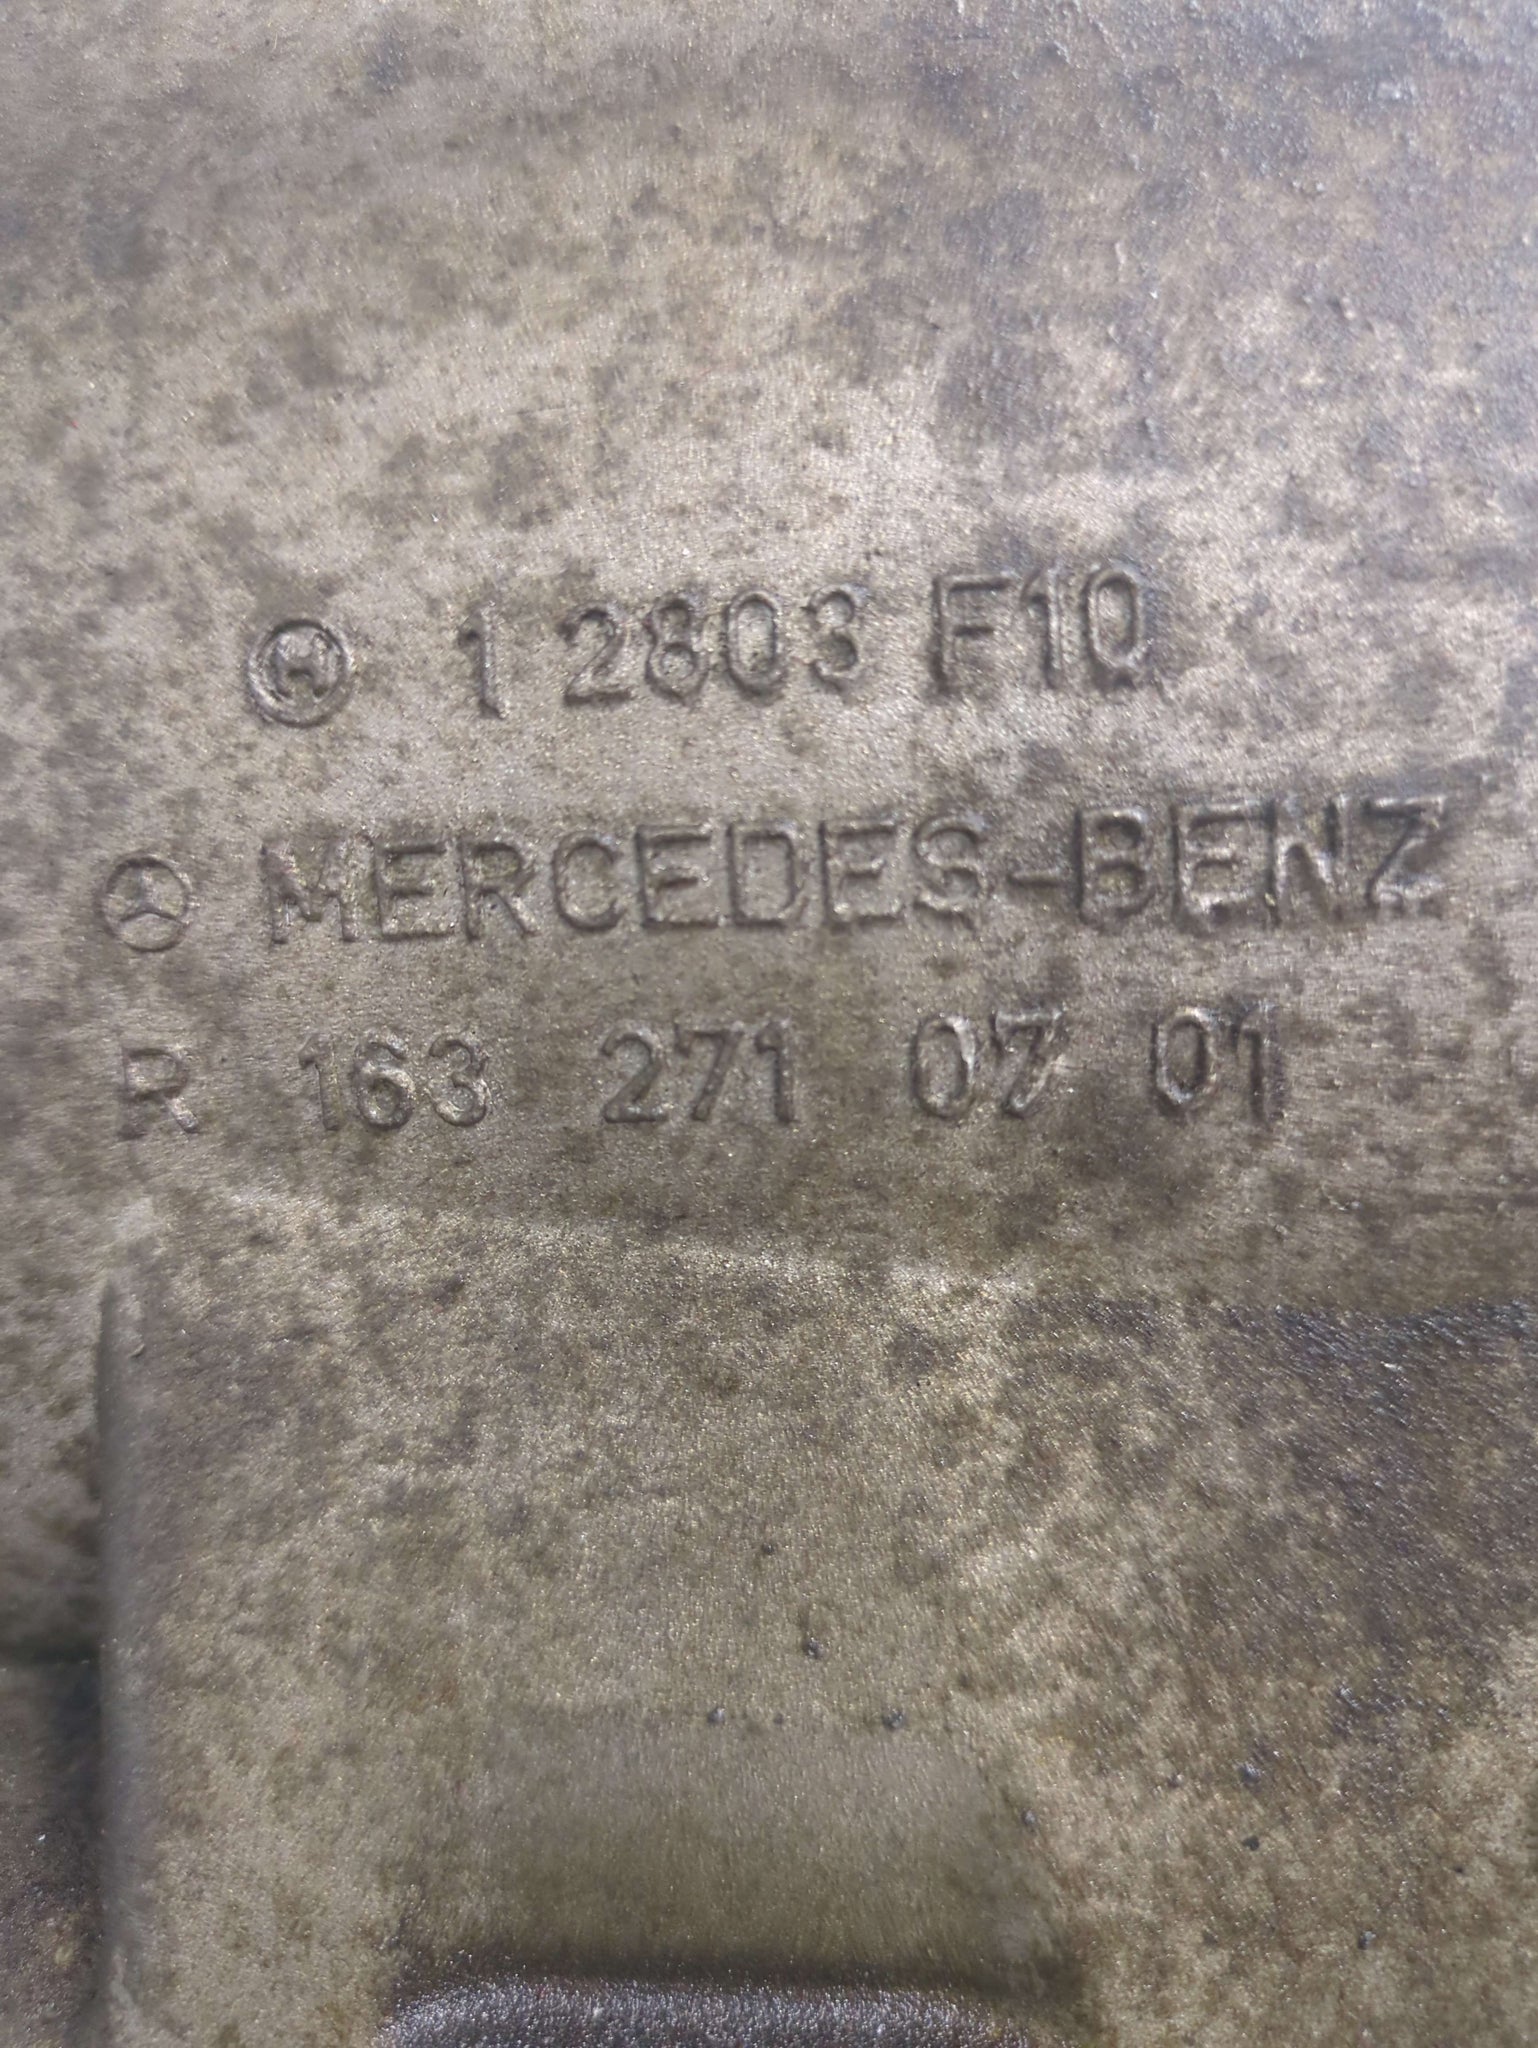 H 1 2803 F10
MERCEDES-BENZ
R 163 271 07 01